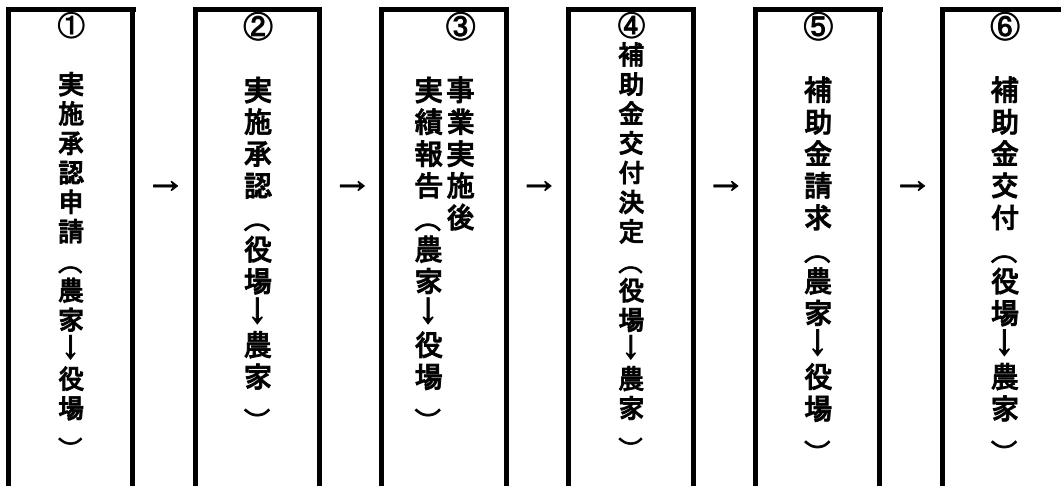 ①
実施承認申請（農家→役場）
→
②
実施承認（役場→農家）
→
③
事業実施後
実績報告（農家→役場）
→
④
補助金交付決定（役場→農家）
→
⑤
補助金請求（農家→役場）
→
⑥
補助金交付（役場→農家）